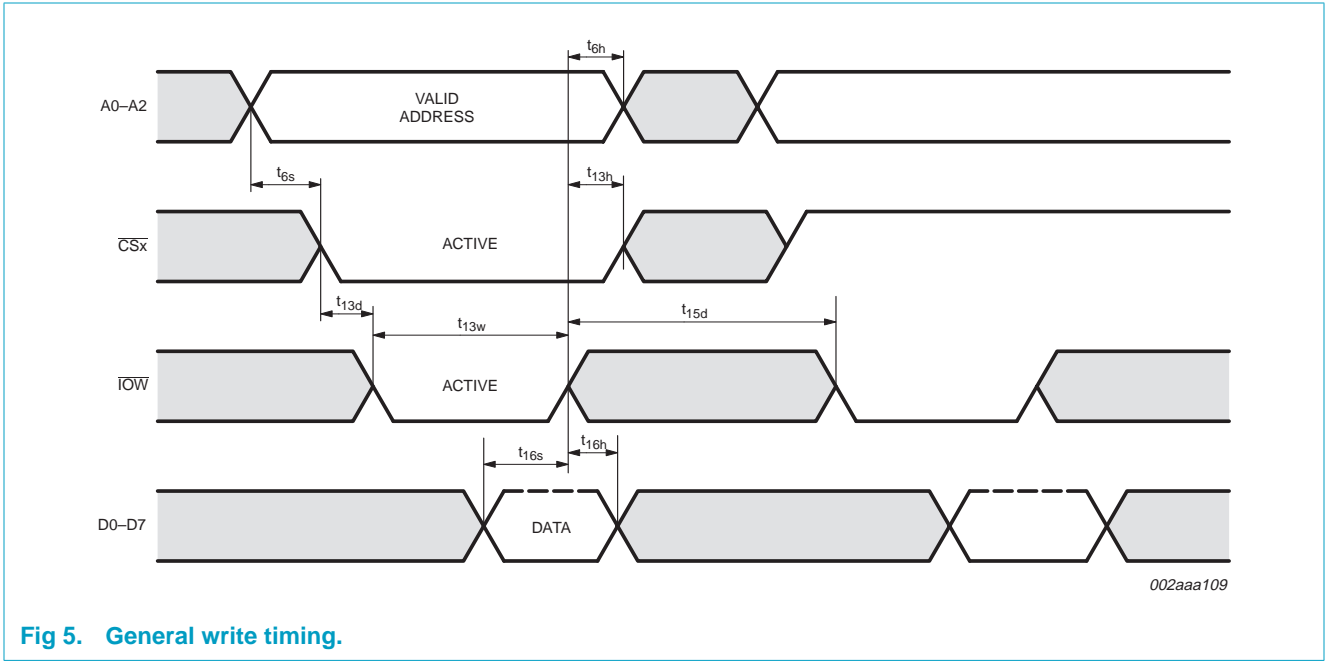 t6h
A0–A2
VALID
ADDRESS
t6s
t13h
CSx
ACTIVE
t13d
t13w
t15d
IOW
ACTIVE
t16s
t16h
D0–D7
DATA
002aaa109
Fig 5. General write timing.